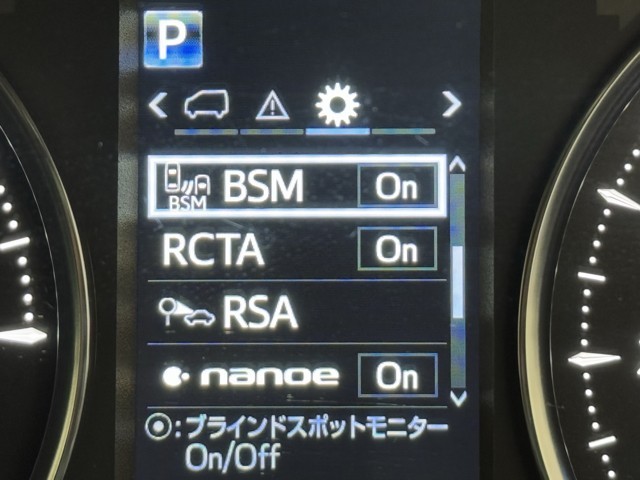 P
BSM BSM On
RCTA On
RSA
nanoe On
:ブラインドスポットモニター
On/Off